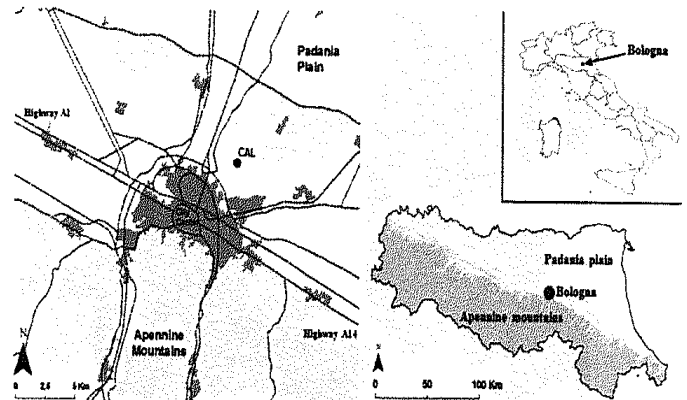 Padania
Plain
Highway A1
CAL
Apennine
Mountains
Highway A14
N
0 2.5 5 Km
Bologna
Padania plain
Bologna
Apennine mountains
N
0 50 100 Km